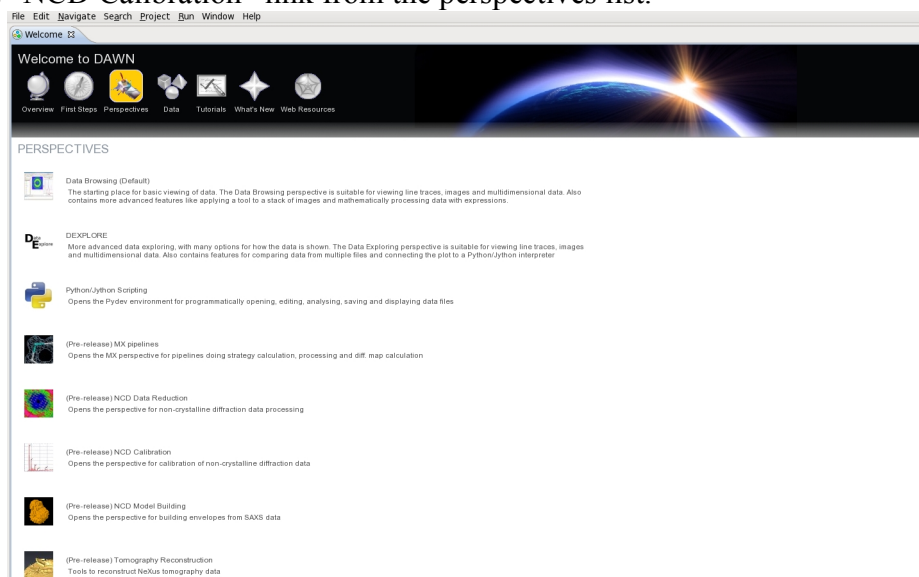 "NCD Calibration" link from the perspectives list.
File Edit Navigate Search Project Run Window Help
Welcome
Welcome to DAWN
Overview First Steps Perspectives Data Tutorials What's New Web Resources
PERSPECTIVES
Data Browsing (Default)
The starting place for basic viewing of data. The Data Browsing perspective is suitable for viewing line traces, images and multidimensional data. Also
contains more advanced features like applying a tool to a stack of images and mathematically processing data with expressions.
Data
Explore
DEXPLORE
More advanced data exploring, with many options for how the data is shown. The Data Exploring perspective is suitable for viewing line traces, images
and multidimensional data. Also contains features for comparing data from multiple files and connecting the plot to a Python/Jython interpreter
Python/Jython Scripting
Opens the Pydev environment for programmatically opening, editing, analysing, saving and displaying data files
(Pre-release) MX pipelines
Opens the MX perspective for pipelines doing strategy calculation, processing and diff. map calculation
(Pre-release) NCD Data Reduction
Opens the perspective for non-crystalline diffraction data processing
(Pre-release) NCD Calibration
Opens the perspective for calibration of non-crystalline diffraction data
(Pre-release) NCD Model Building
Opens the perspective for building envelopes from SAXS data
(Pre-release) Tomography Reconstruction
Tools to reconstruct NeXus tomography data